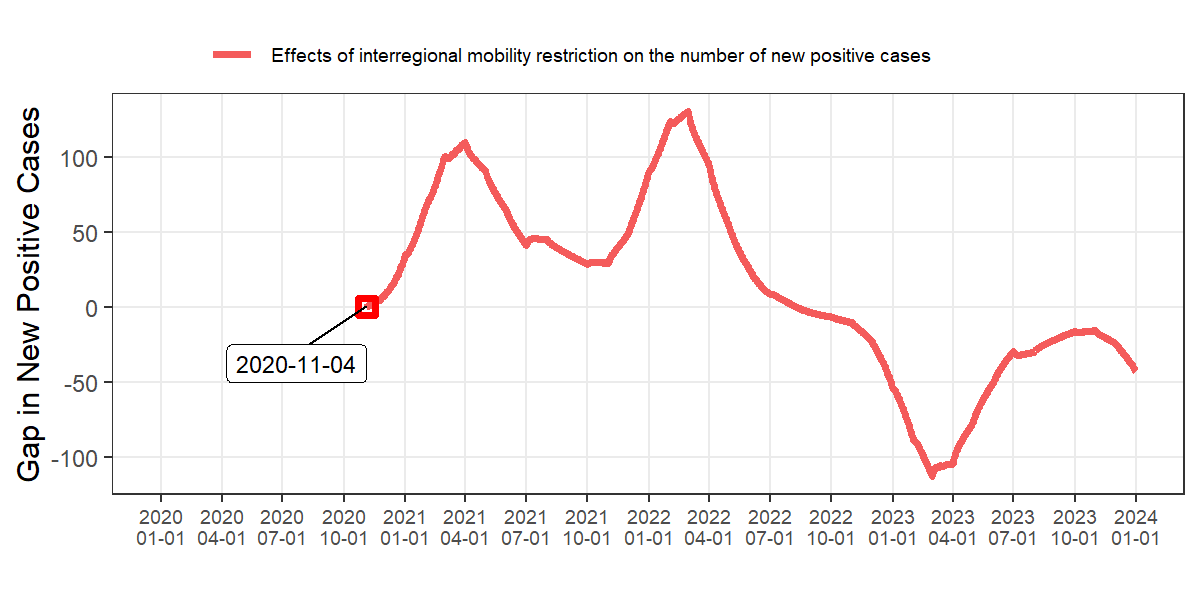 Effects of interregional mobility restriction on the number of new positive cases
Gap in New Positive Cases
100
50
0
-50
-100
2020-11-04
2020 2020 2020 2020 2021 2021 2021 2021 2022 2022 2022 2022 2023 2023 2023 2023 2024
01-01 04-01 07-01 10-01 01-01 04-01 07-01 10-01 01-01 04-01 07-01 10-01 01-01 04-01 07-01 10-01 01-01